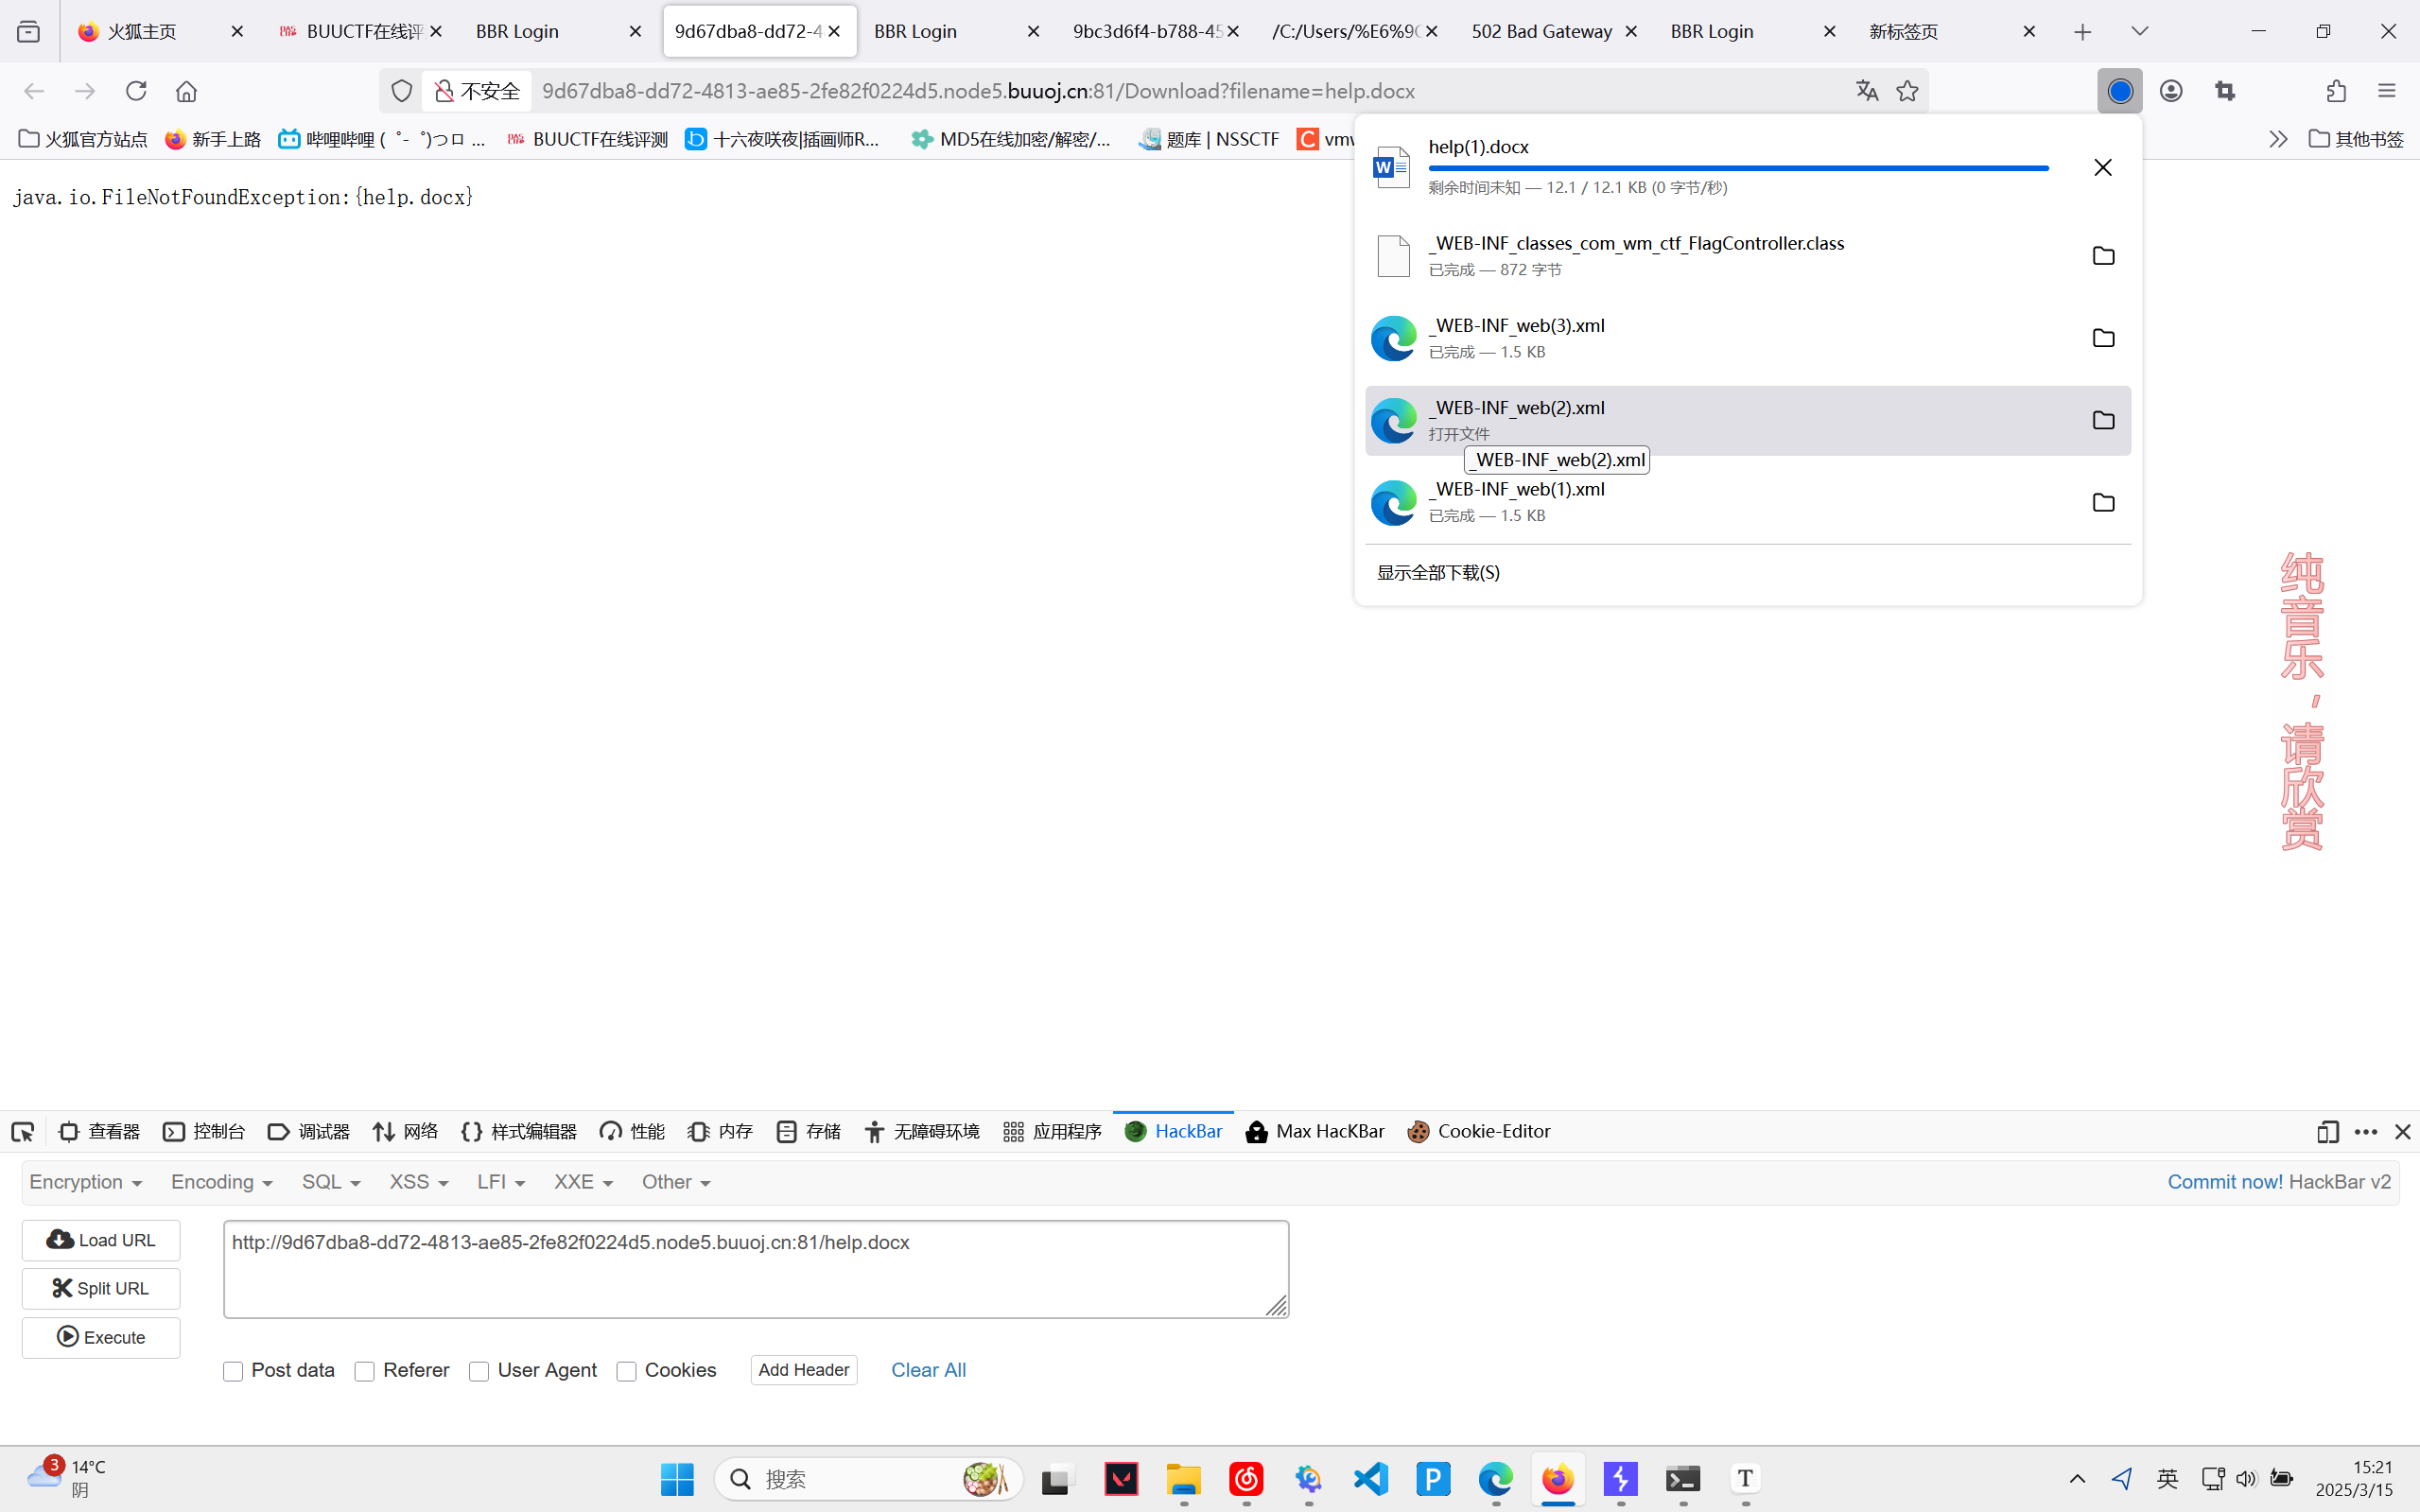 火狐主页
BUUCTF在线评
BBR Login
9d67dba8-dd72-4
BBR Login
9bc3d6f4-b788-45
/C:/Users/%E6%9C
502 Bad Gateway
BBR Login
新标签页
不安全
9d67dba8-dd72-4813-ae85-2fe82f0224d5.node5.buuoj.cn:81/Download?filename=help.docx
火狐官方站点
新手上路
哔哩哔哩 (゜-゜)つロ ...
BUUCTF在线评测
十六夜咲夜|插画师R...
MD5在线加密/解密/...
题库 | NSSCTF
其他书签
java.io.FileNotFoundException:{help.docx}
help(1).docx
剩余时间未知 — 12.1 / 12.1 KB (0 字节/秒)
_WEB-INF_classes_com_wm_ctf_FlagController.class
已完成 — 872 字节
_WEB-INF_web(3).xml
已完成 — 1.5 KB
_WEB-INF_web(2).xml
打开文件
_WEB-INF_web(2).xml
_WEB-INF_web(1).xml
已完成 — 1.5 KB
显示全部下载(S)
纯音乐，请欣赏
查看器
控制台
调试器
网络
样式编辑器
性能
内存
存储
无障碍环境
应用程序
HackBar
Max HacKBar
Cookie-Editor
Encryption
Encoding
SQL
XSS
LFI
XXE
Other
Commit now! HackBar v2
Load URL
Split URL
Execute
http://9d67dba8-dd72-4813-ae85-2fe82f0224d5.node5.buuoj.cn:81/help.docx
Post data
Referer
User Agent
Cookies
Add Header
Clear All
3
14°C
阴
搜索
英
15:21
2025/3/15